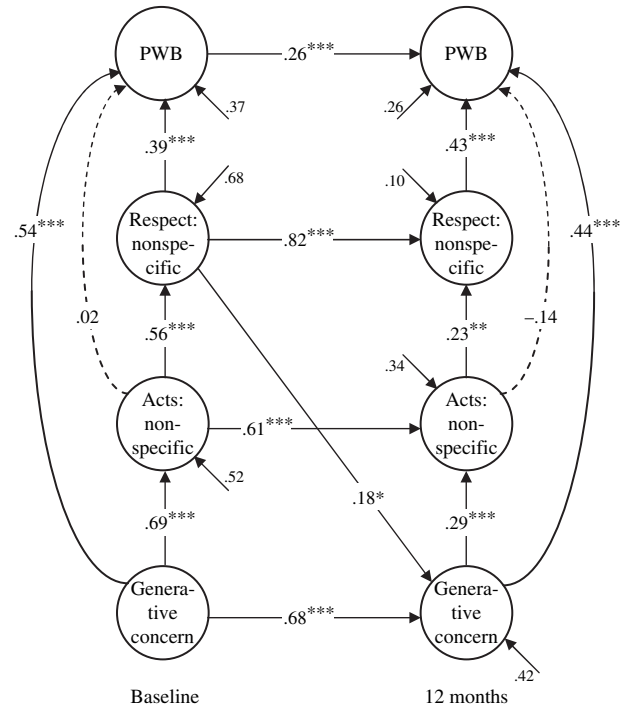 PWB
.26***
PWB
.37
.26
.39***
.43***
.68
.10
.54***
Respect:
nonspe-
cific
.82***
Respect:
nonspe-
cific
.44***
.02
.56***
.23**
–.14
.34
Acts:
non-
specific
.61***
Acts:
non-
specific
.52
.18*
.69***
.29***
Genera-
tive
concern
.68***
Genera-
tive
concern
.42
Baseline
12 months